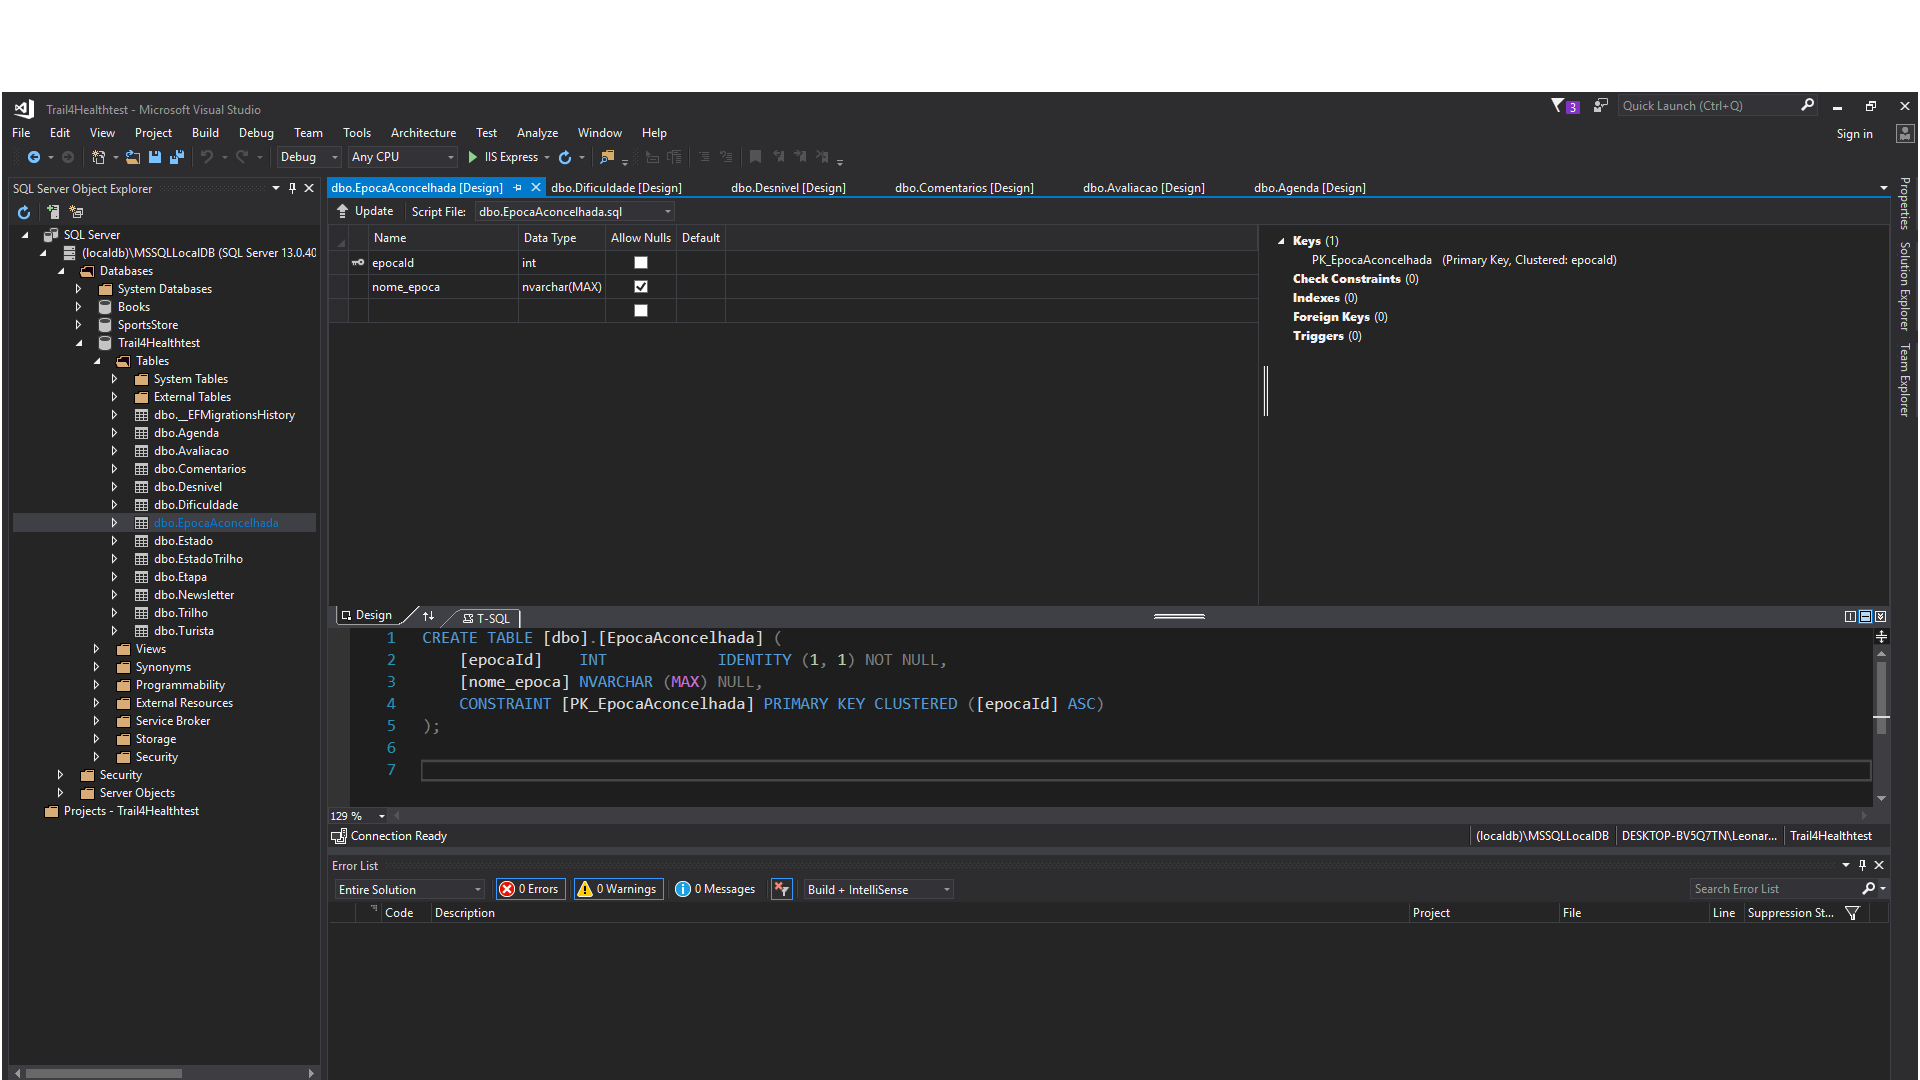 Trail4Healthtest - Microsoft Visual Studio
3
Quick Launch (Ctrl+Q)
File Edit View Project Build Debug Team Tools Architecture Test Analyze Window Help
Sign in
Debug Any CPU IIS Express
SQL Server Object Explorer
SQL Server
(localdb)\MSSQLLocalDB (SQL Server 13.0.40
Databases
System Databases
Books
SportsStore
Trail4Healthtest
Tables
System Tables
External Tables
dbo.__EFMigrationsHistory
dbo.Agenda
dbo.Avaliacao
dbo.Comentarios
dbo.Desnivel
dbo.Dificuldade
dbo.EpocaAconcelhada
dbo.Estado
dbo.EstadoTrilho
dbo.Etapa
dbo.Newsletter
dbo.Trilho
dbo.Turista
Views
Synonyms
Programmability
External Resources
Service Broker
Storage
Security
Security
Server Objects
Projects - Trail4Healthtest
dbo.EpocaAconcelhada [Design] dbo.Dificuldade [Design] dbo.Desnivel [Design] dbo.Comentarios [Design] dbo.Avaliacao [Design] dbo.Agenda [Design]
Update Script File: dbo.EpocaAconcelhada.sql
Name Data Type Allow Nulls Default
epocaId int
nome_epoca nvarchar(MAX)
Keys (1)
PK_EpocaAconcelhada (Primary Key, Clustered: epocaId)
Check Constraints (0)
Indexes (0)
Foreign Keys (0)
Triggers (0)
Properties
Solution Explorer
Team Explorer
Design T-SQL
1 CREATE TABLE [dbo].[EpocaAconcelhada] (
2 [epocaId] INT IDENTITY (1, 1) NOT NULL,
3 [nome_epoca] NVARCHAR (MAX) NULL,
4 CONSTRAINT [PK_EpocaAconcelhada] PRIMARY KEY CLUSTERED ([epocaId] ASC)
5 );
6
7
129 %
Connection Ready
(localdb)\MSSQLLocalDB DESKTOP-BV5Q7TN\Leonar... Trail4Healthtest
Error List
Entire Solution 0 Errors 0 Warnings 0 Messages Build + IntelliSense
Search Error List
Code Description Project File Line Suppression St...